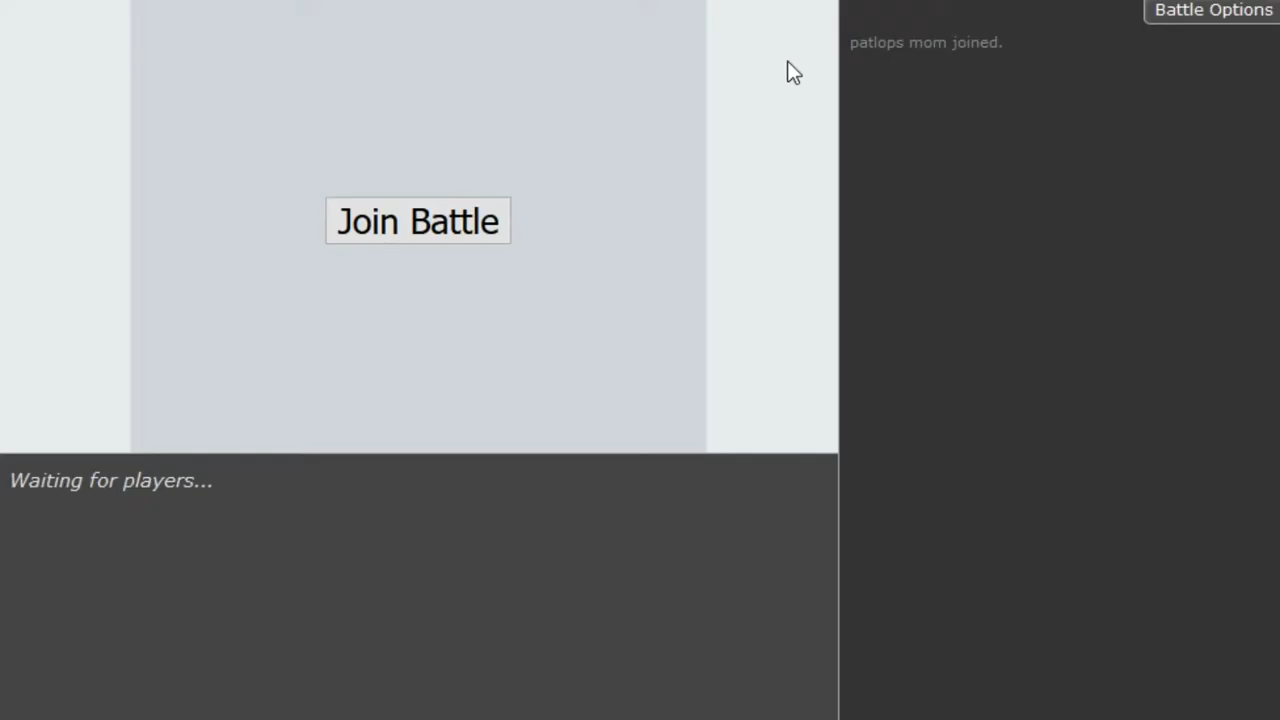 Battle Options
patlops mom joined.
Join Battle
Waiting for players...